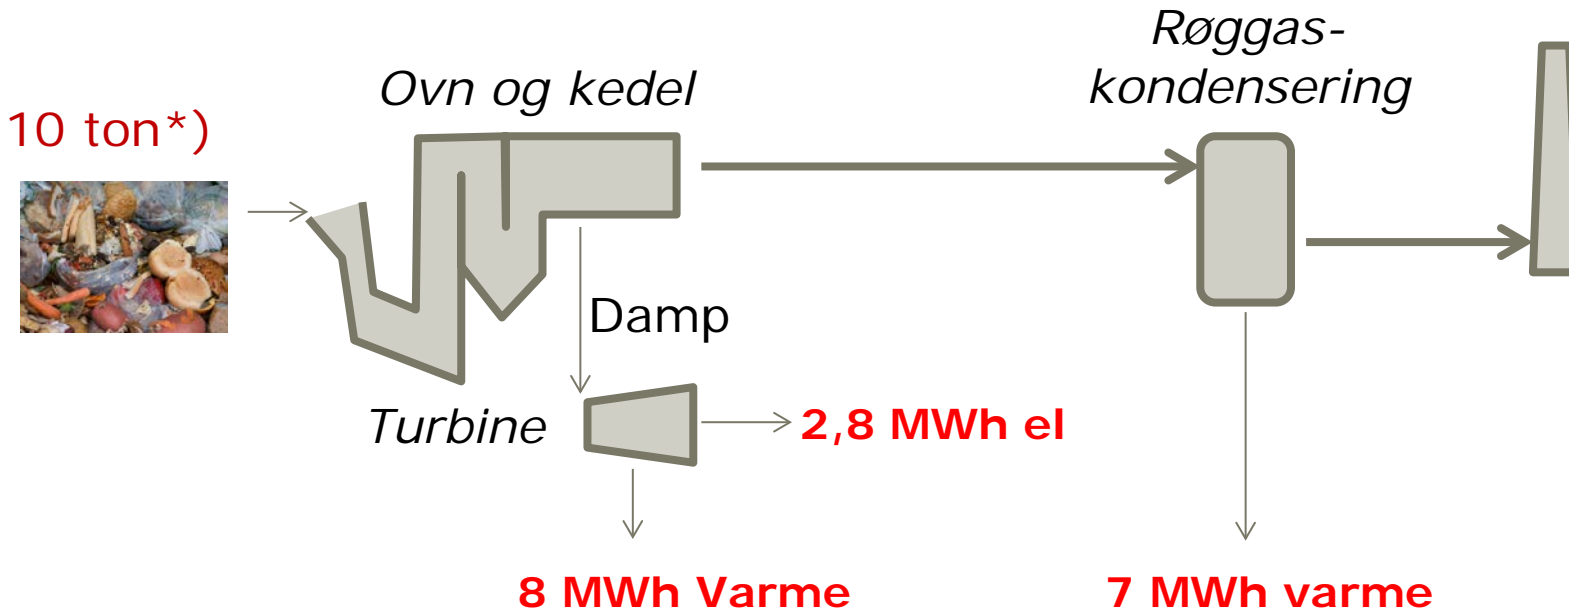 Røggas-
kondensering
Ovn og kedel
10 ton*)
Damp
Turbine
2,8 MWh el
8 MWh Varme
7 MWh varme